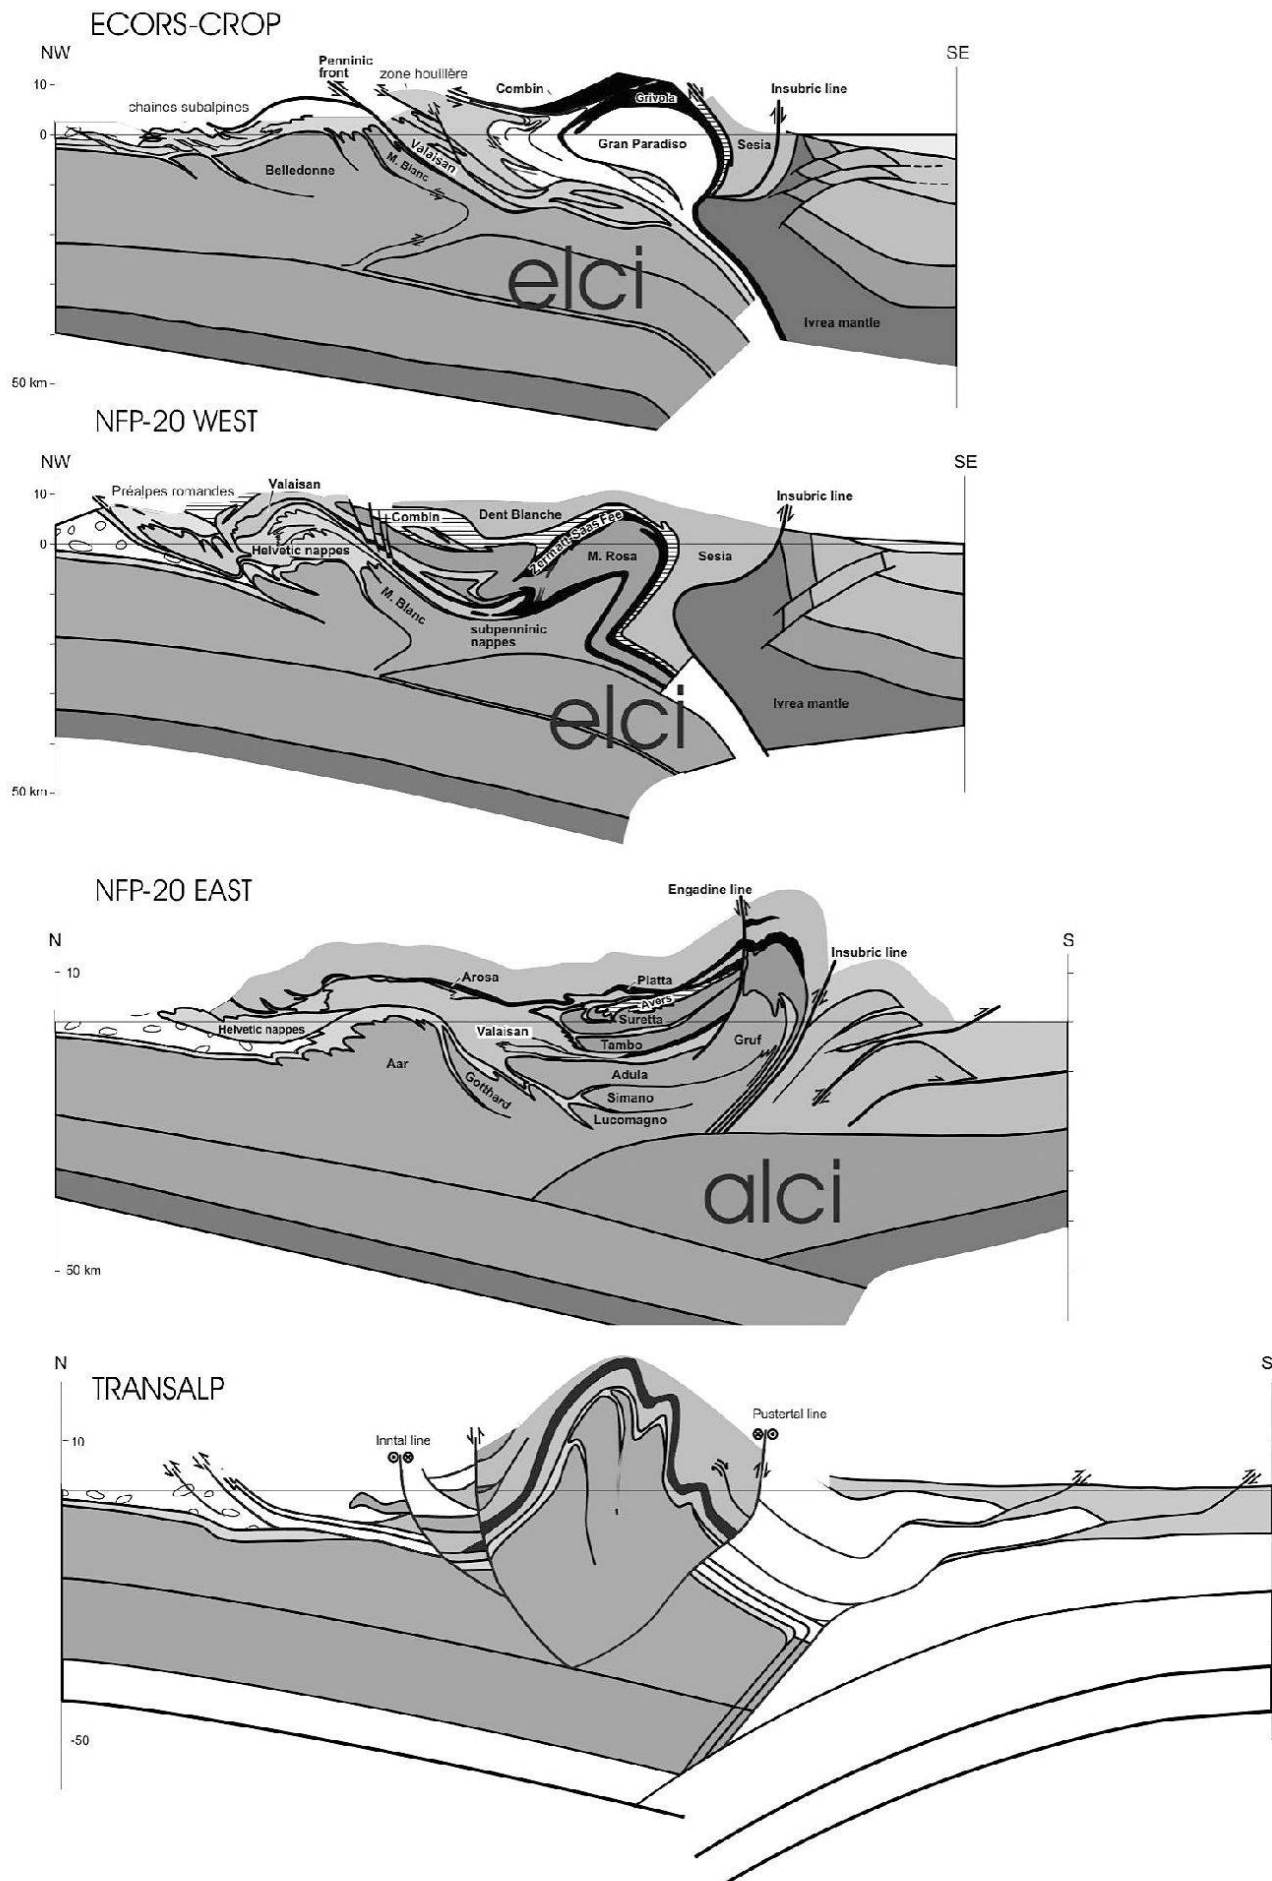 ECORS-CROP
NW
SE
Penninic
front
zone houillère
10
Combin
Grivola
Insubric line
chaines subalpines
0
Valaisan
Gran Paradiso
Sesia
Belledonne
M. Blanc
elci
Ivrea mantle
50 km
NFP-20 WEST
NW
SE
Préalpes romandes
Valaisan
Insubric line
10
Combin
Dent Blanche
Zermatt-Saas Fee
0
Helvetic nappes
M. Rosa
Sesia
M. Blanc
subpenninic
nappes
elci
Ivrea mantle
50 km
NFP-20 EAST
Engadine line
N
S
Insubric line
10
Arosa
Platta
Avers
Suretta
Helvetic nappes
Valaisan
Tambo
Gruf
Aar
Adula
Gotthard
Simano
Lucomagno
alci
50 km
N
S
TRANSALP
Pustertal line
10
Inntal line
-50